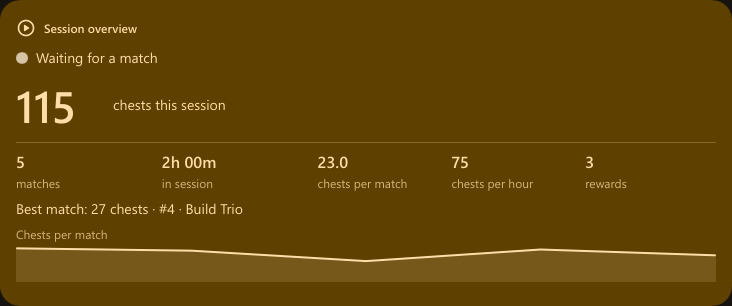 Session overview
Waiting for a match
115 chests this session
5 2h 00m 23.0 75 3
matches in session chests per match chests per hour rewards
Best match: 27 chests · #4 · Build Trio
Chests per match